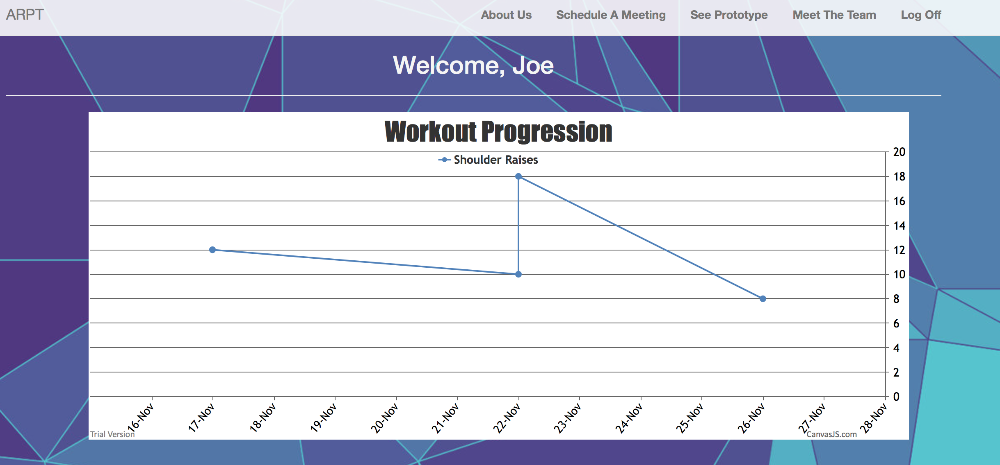 ARPT About Us Schedule A Meeting See Prototype Meet The Team Log Off
Welcome, Joe
Workout Progression
Shoulder Raises
20
18
16
14
12
10
8
6
4
2
0
16-Nov 17-Nov 18-Nov 19-Nov 20-Nov 21-Nov 22-Nov 23-Nov 24-Nov 25-Nov 26-Nov 27-Nov 28-Nov
Trial Version CanvasJS.com